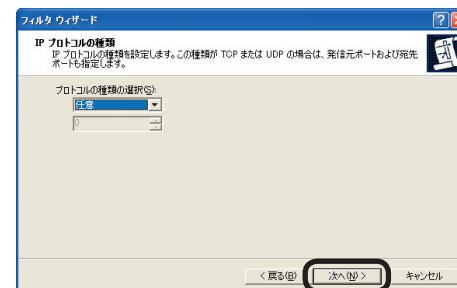 フィルタ ウィザード
IP プロトコルの種類
IP プロトコルの種類を設定します。この種類が TCP または UDP の場合は、発信元ポートおよび宛先
ポートも指定します。
プロトコルの種類の選択(S):
任意
0
< 戻る(B)
次へ(N) >
キャンセル